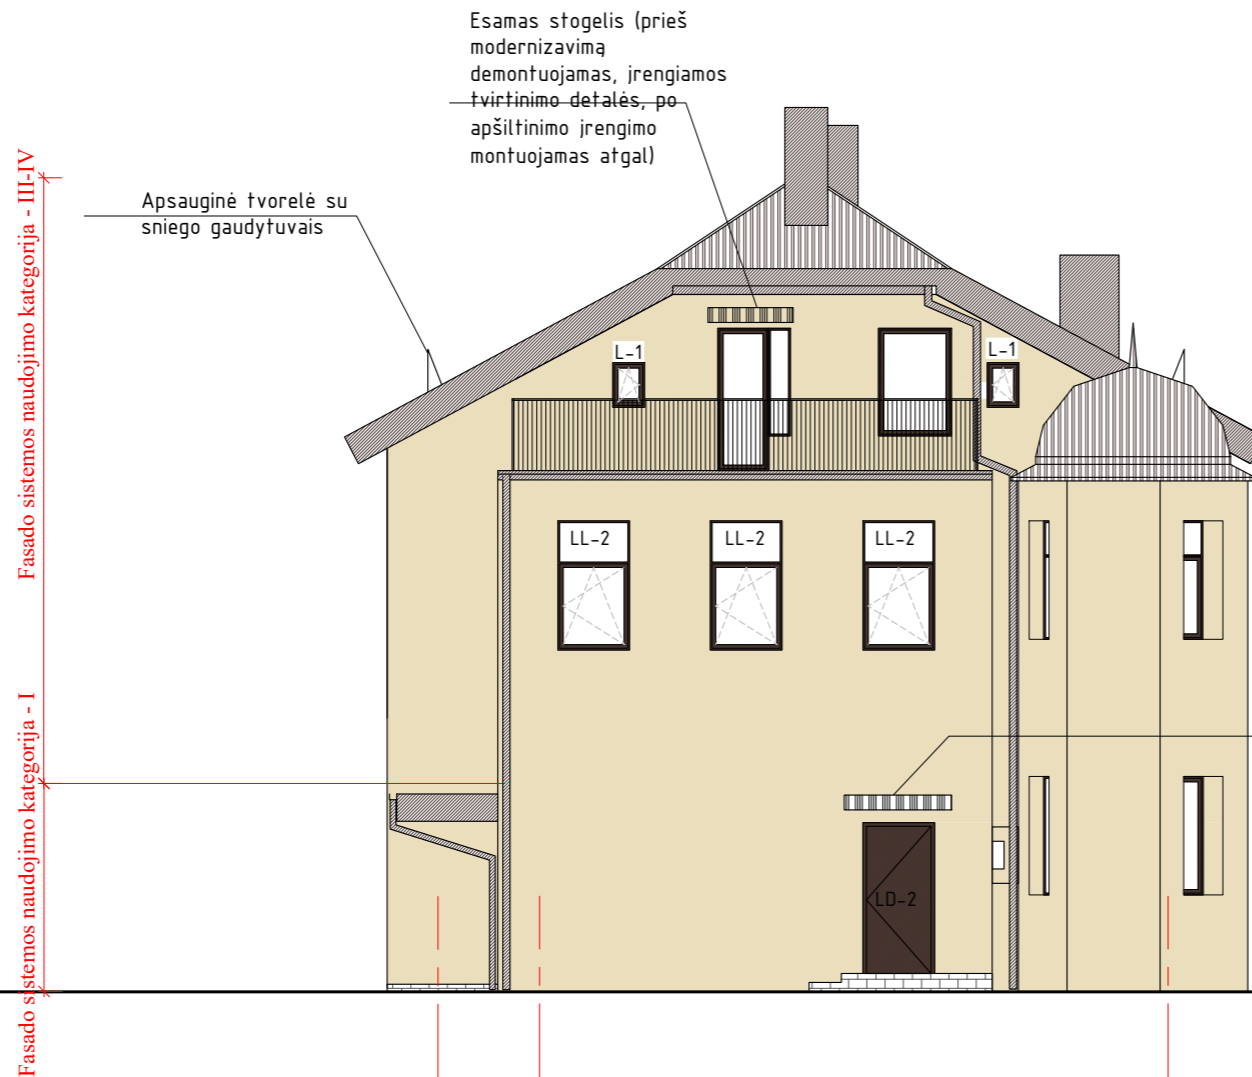 Esamas stogelis (prieš
modernizavimą
demontuojamas, įrengiamos
tvirtinimo detalės, po
apšiltinimo įrengimo
montuojamas atgal)
Apsauginė tvorelė su
sniego gaudytuvais
Fasado sistemos naudojimo kategorija - III-IV
Fasado sistemos naudojimo kategorija - I
L-1
L-1
LL-2
LL-2
LL-2
LD-2